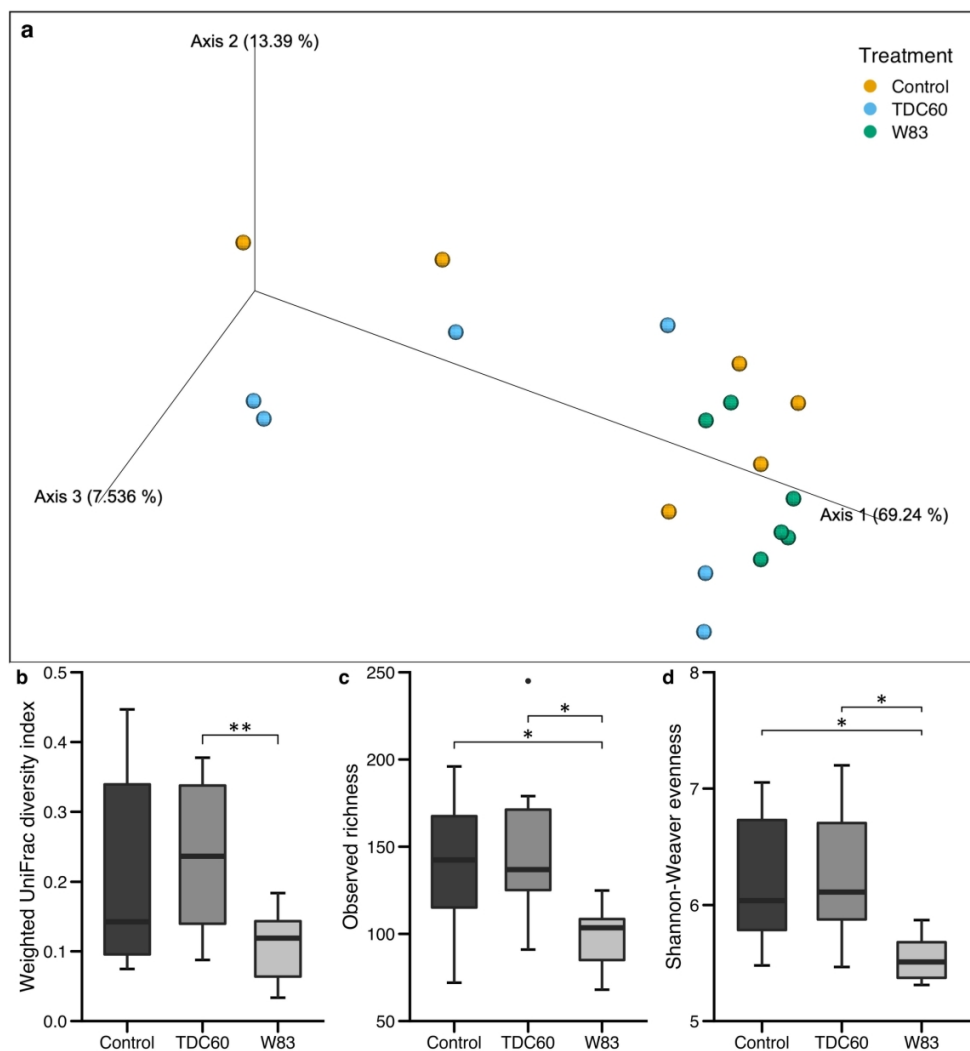 a
Axis 2 (13.39 %)
Treatment
Control
TDC60
W83
Axis 3 (7.536 %)
Axis 1 (69.24 %)
b
Weighted UniFrac diversity index
0.5
0.4
0.3
0.2
0.1
0.0
**
Control TDC60 W83
c
Observed richness
250
200
150
100
50
*
*
Control TDC60 W83
d
Shannon-Weaver evenness
8
7
6
5
*
*
Control TDC60 W83